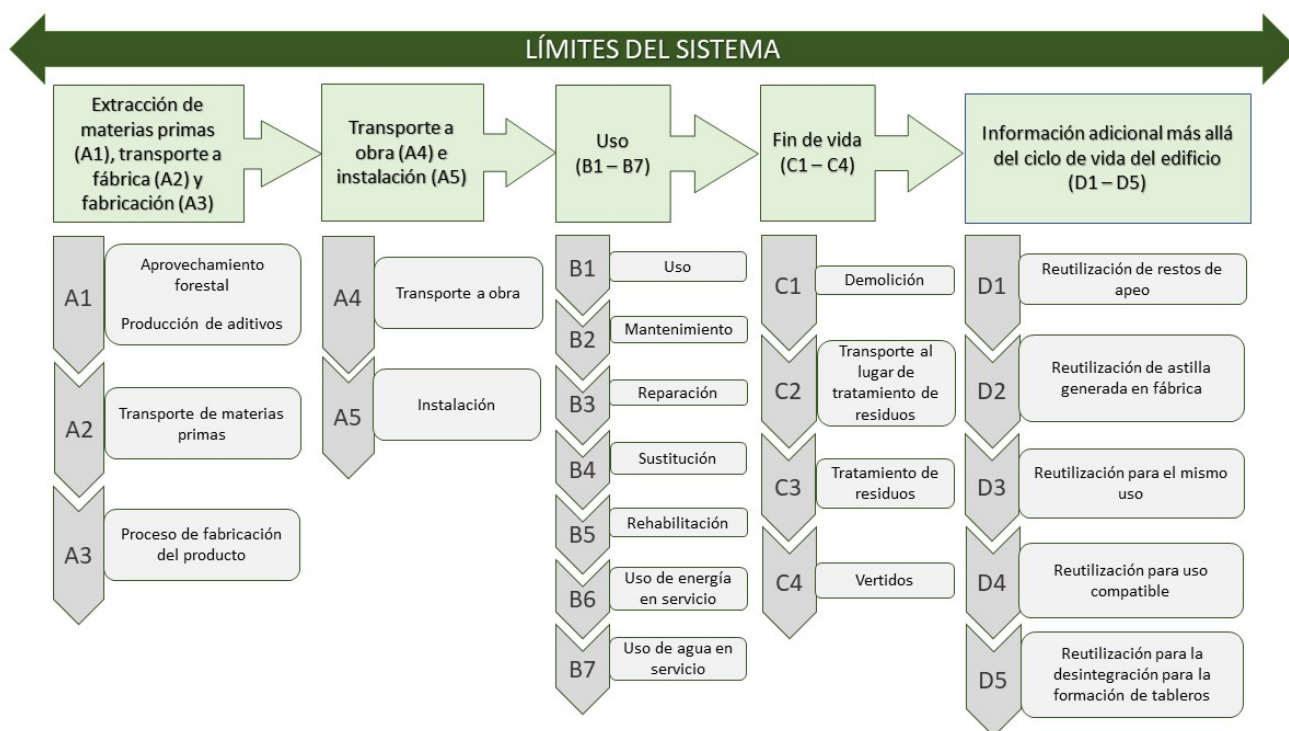 LÍMITES DEL SISTEMA
Extracción de
materias primas
(A1), transporte a
fábrica (A2) y
fabricación (A3)
Transporte a
obra (A4) e
instalación (A5)
Uso
(B1 – B7)
Fin de vida
(C1 – C4)
Información adicional más allá
del ciclo de vida del edificio
(D1 – D5)
A1
Aprovechamiento
forestal
Producción de aditivos
A2
Transporte de materias
primas
A3
Proceso de fabricación
del producto
A4
Transporte a obra
A5
Instalación
B1
Uso
B2
Mantenimiento
B3
Reparación
B4
Sustitución
B5
Rehabilitación
B6
Uso de energía
en servicio
B7
Uso de agua en
servicio
C1
Demolición
C2
Transporte al
lugar de
tratamiento de
residuos
C3
Tratamiento de
residuos
C4
Vertidos
D1
Reutilización de restos de
apeo
D2
Reutilización de astilla
generada en fábrica
D3
Reutilización para el mismo
uso
D4
Reutilización para uso
compatible
D5
Reutilización para la
desintegración para la
formación de tableros